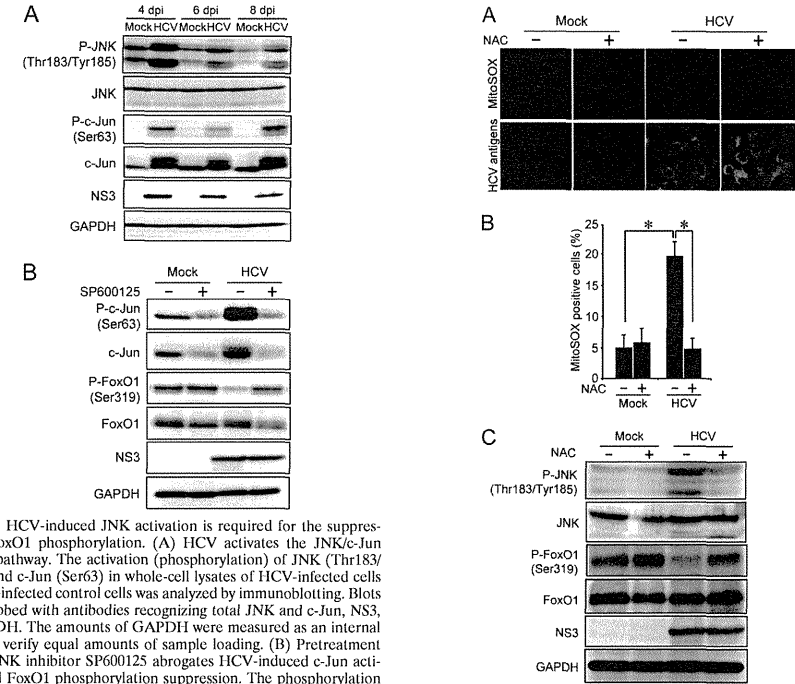 A
4 dpi 6 dpi 8 dpi
Mock HCV Mock HCV Mock HCV
P-JNK
(Thr183/Tyr185)
JNK
P-c-Jun
(Ser63)
c-Jun
NS3
GAPDH
B
Mock HCV
SP600125 − + − +
P-c-Jun
(Ser63)
c-Jun
P-FoxO1
(Ser319)
FoxO1
NS3
GAPDH
HCV-induced JNK activation is required for the suppres-
oxO1 phosphorylation. (A) HCV activates the JNK/c-Jun
pathway. The activation (phosphorylation) of JNK (Thr183/
nd c-Jun (Ser63) in whole-cell lysates of HCV-infected cells
-infected control cells was analyzed by immunoblotting. Blots
obed with antibodies recognizing total JNK and c-Jun, NS3,
DH. The amounts of GAPDH were measured as an internal
verify equal amounts of sample loading. (B) Pretreatment
NK inhibitor SP600125 abrogates HCV-induced c-Jun acti-
d FoxO1 phosphorylation suppression. The phosphorylation
A
Mock HCV
NAC − + − +
MitoSOX
HCV antigens
B
MitoSOX positive cells (%)
25
20
15
10
5
0
* *
NAC − + − +
Mock HCV
C
Mock HCV
NAC − + − +
P-JNK
(Thr183/Tyr185)
JNK
P-FoxO1
(Ser319)
FoxO1
NS3
GAPDH